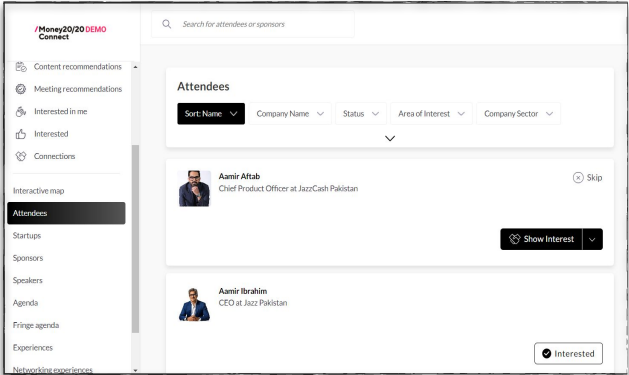 /Money20/20 DEMO
Connect
Search for attendees or sponsors
Content recommendations
Meeting recommendations
Interested in me
Interested
Connections
Interactive map
Attendees
Startups
Sponsors
Speakers
Agenda
Fringe agenda
Experiences
Networking experiences
Attendees
Sort: Name
Company Name
Status
Area of Interest
Company Sector
Aamir Aftab
Chief Product Officer at JazzCash Pakistan
Skip
Show Interest
Aamir Ibrahim
CEO at Jazz Pakistan
Interested